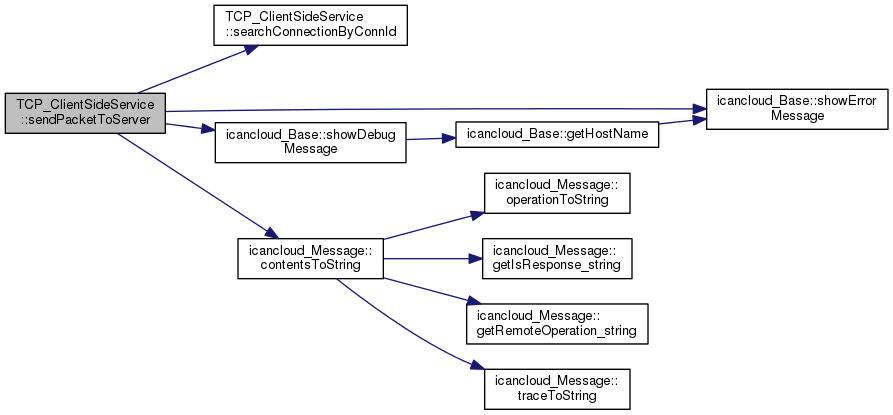 TCP_ClientSideService
::searchConnectionByConnId
TCP_ClientSideService
::sendPacketToServer
icancloud_Base::showError
Message
icancloud_Base::showDebug
Message
icancloud_Base::getHostName
icancloud_Message::
operationToString
icancloud_Message::
contentsToString
icancloud_Message::
getIsResponse_string
icancloud_Message::
getRemoteOperation_string
icancloud_Message::
traceToString